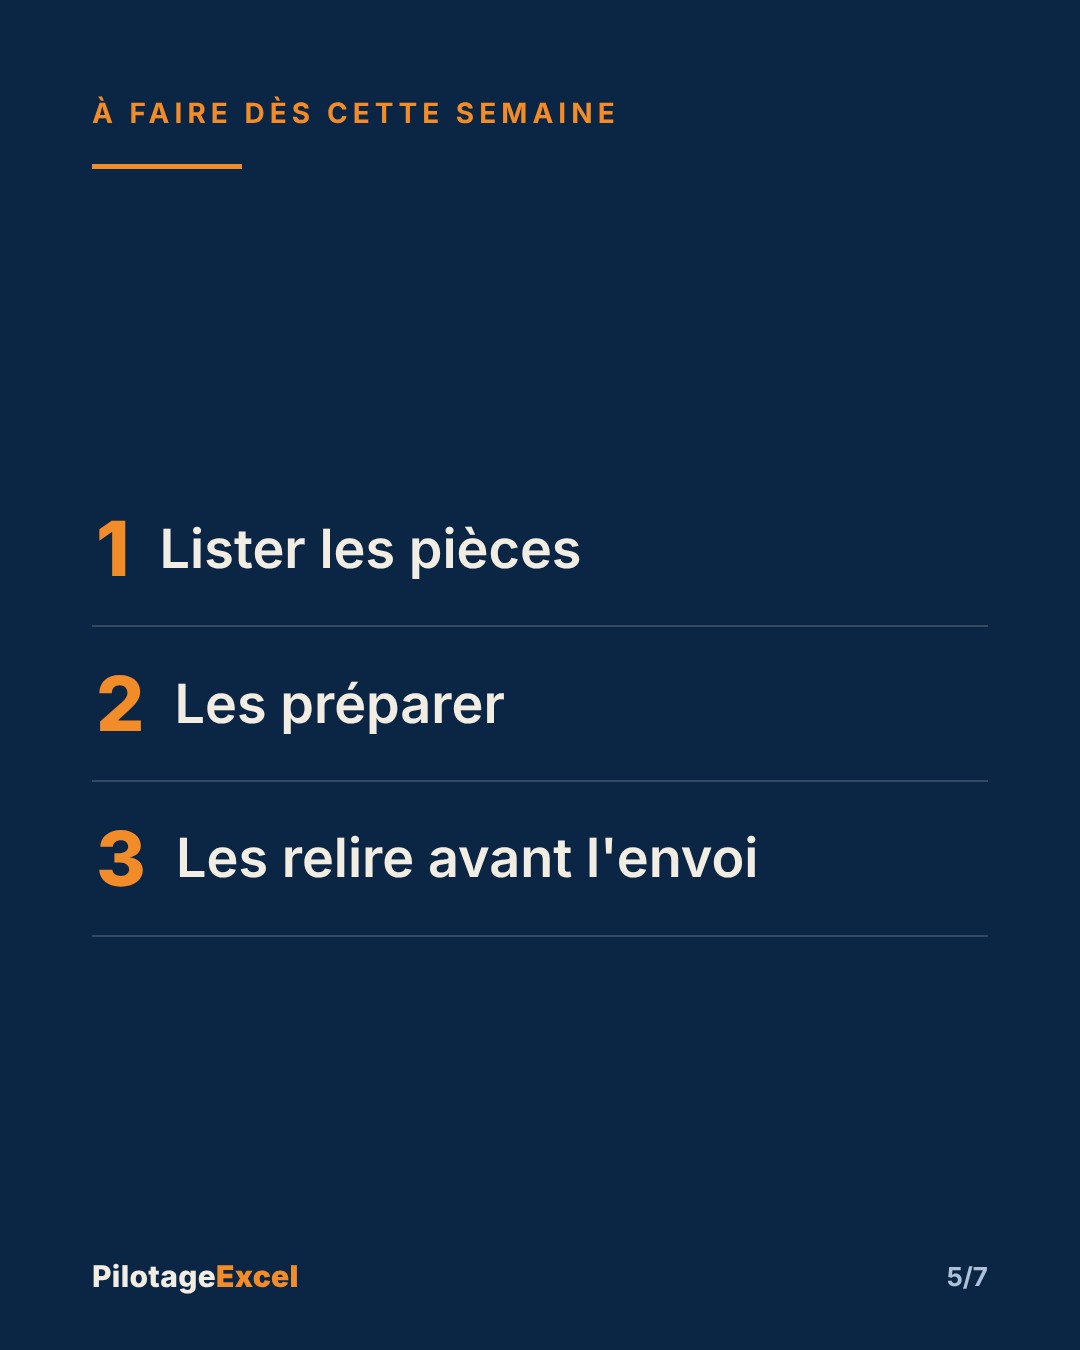 À FAIRE DÈS CETTE SEMAINE
1 Lister les pièces
2 Les préparer
3 Les relire avant l'envoi
PilotageExcel
5/7